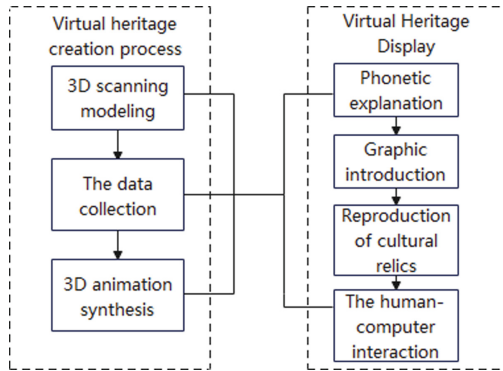 Virtual heritage
creation process
3D scanning
modeling
The data
collection
3D animation
synthesis
Virtual Heritage
Display
Phonetic
explanation
Graphic
introduction
Reproduction
of cultural
relics
The human-
computer
interaction